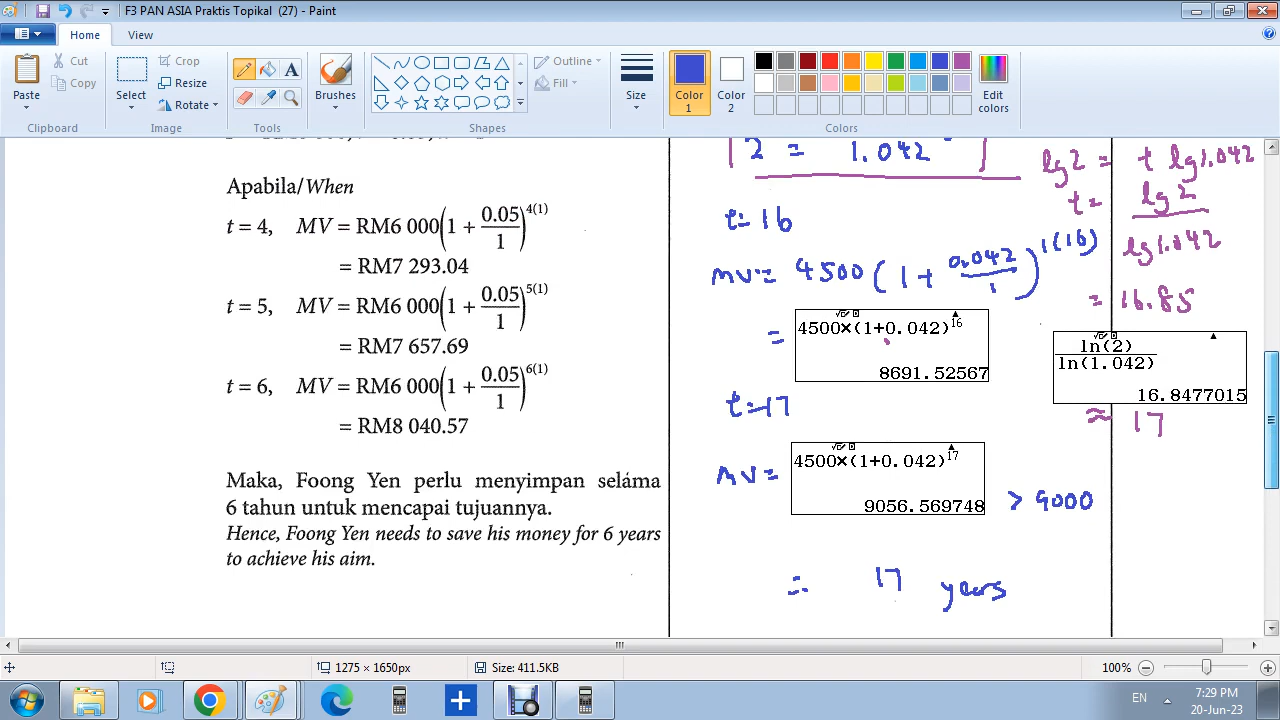 F3 PAN ASIA Praktis Topikal (27) - Paint
Home View
Paste
Cut
Copy
Clipboard
Select
Crop
Resize
Rotate
Image
Tools
Brushes
Shapes
Outline
Fill
Size
Color 1
Color 2
Edit colors
Colors
Apabila/When
t = 4, MV = RM6 000(1 + 0.05/1)^4(1)
= RM7 293.04
t = 5, MV = RM6 000(1 + 0.05/1)^5(1)
= RM7 657.69
t = 6, MV = RM6 000(1 + 0.05/1)^6(1)
= RM8 040.57
Maka, Foong Yen perlu menyimpan seláma
6 tahun untuk mencapai tujuannya.
Hence, Foong Yen needs to save his money for 6 years
to achieve his aim.
2 = 1.042
t = 16
MV = 4500 (1 + 0.042/1)^1(16)
=
4500×(1+0.042)^16
8691.52567
t = 17
MV =
4500×(1+0.042)^17
9056.569748
> 9000
∴ 17 years
lg 2 = t lg 1.042
t = lg 2 / lg 1.042
= 16.85
ln(2)/ln(1.042)
16.8477015
≈ 17
1275 × 1650px
Size: 411.5KB
100%
EN
7:29 PM
20-Jun-23